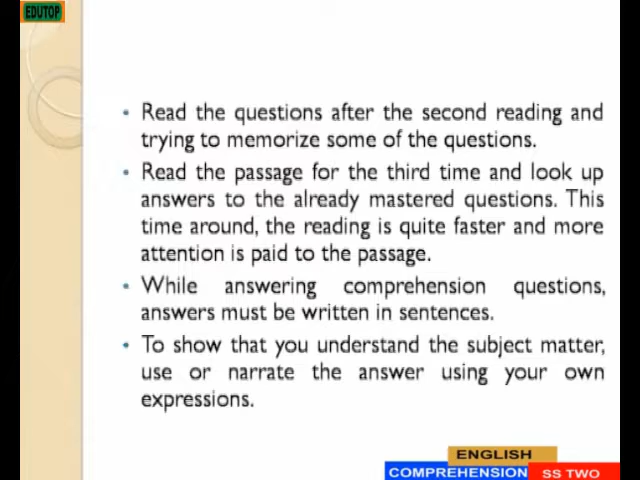 EDUTOP
• Read the questions after the second reading and
trying to memorize some of the questions.
• Read the passage for the third time and look up
answers to the already mastered questions. This
time around, the reading is quite faster and more
attention is paid to the passage.
• While answering comprehension questions,
answers must be written in sentences.
• To show that you understand the subject matter,
use or narrate the answer using your own
expressions.
ENGLISH
COMPREHENSION SS TWO